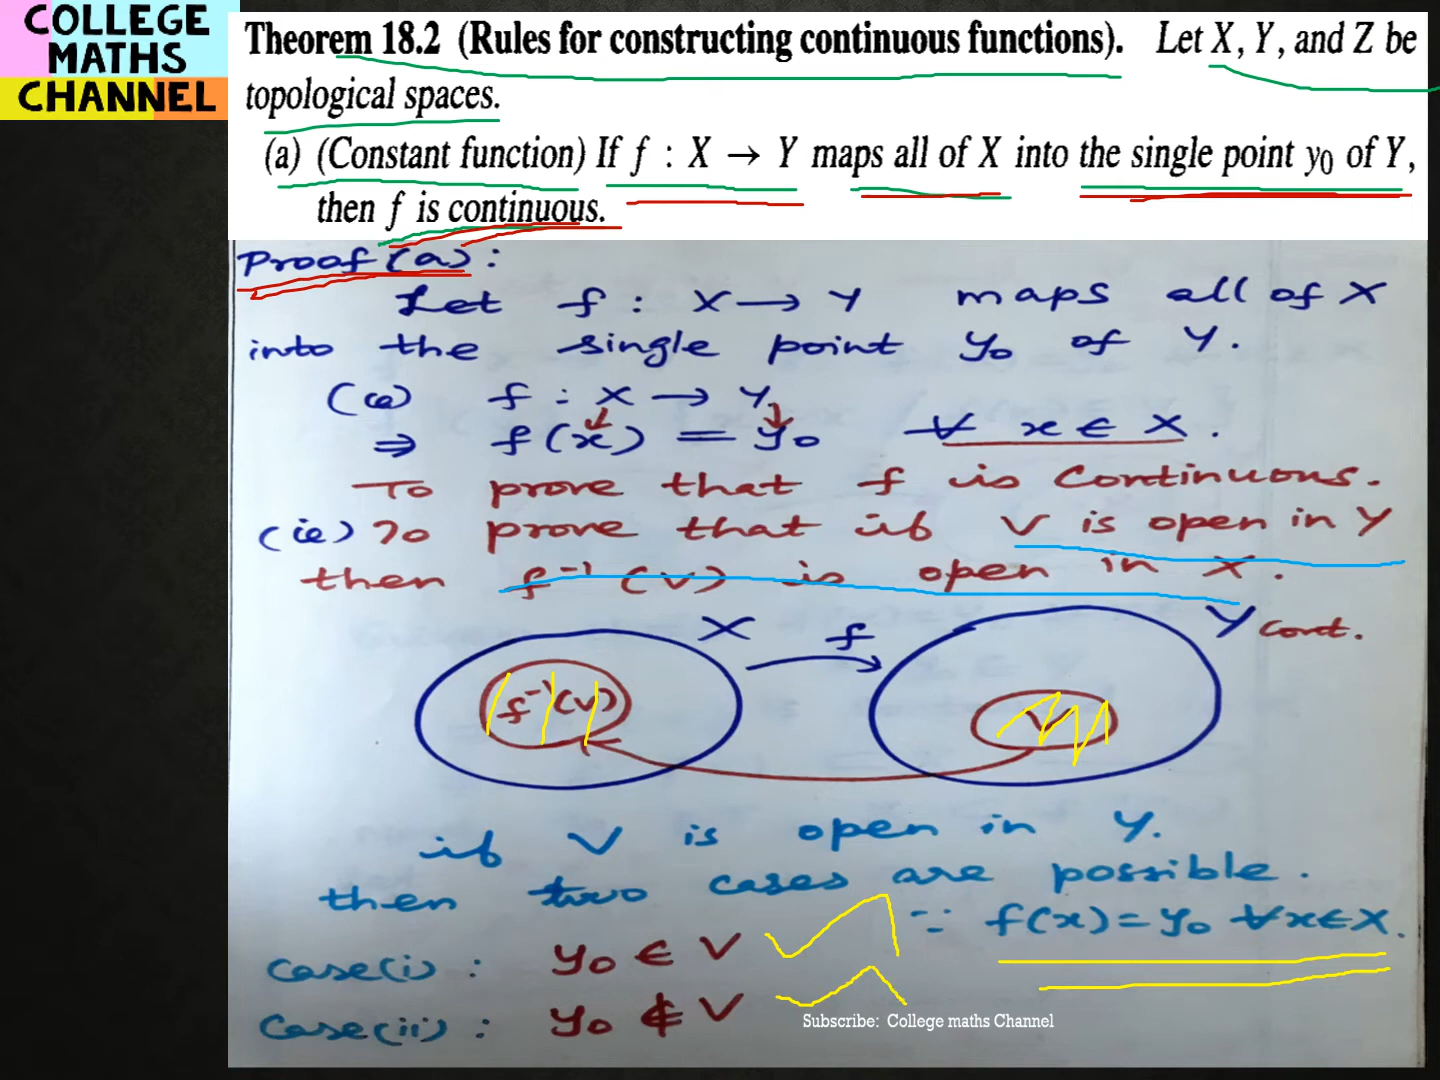 COLLEGE
MATHS
CHANNEL
Theorem 18.2 (Rules for constructing continuous functions). Let X, Y, and Z be
topological spaces.
(a) (Constant function) If f : X → Y maps all of X into the single point y₀ of Y,
then f is continuous.
Proof (a) :
Let f : X → Y maps all of X
into the single point y₀ of Y.
(ie) f : X → Y
⇒ f(x) = y₀ ∀ x ∈ X.
To prove that f is Continuous.
(ie) To prove that if V is open in Y
then f⁻¹(V) is open in X.
X f Y cont.
f⁻¹(V) V
if V is open in Y.
then two cases are possible.
∵ f(x) = y₀ ∀x∈X.
Case(i) : y₀ ∈ V
Case(ii) : y₀ ∉ V
Subscribe: College maths Channel